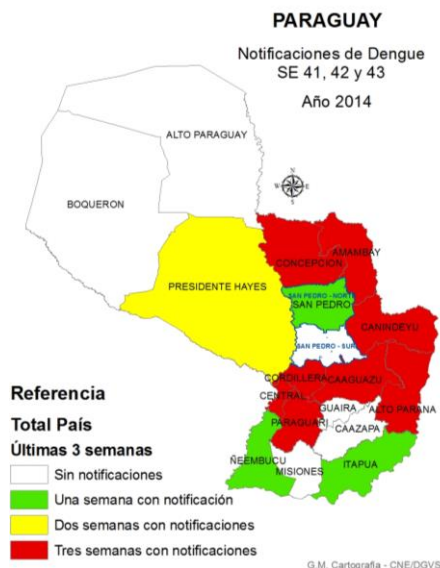 PARAGUAY
Notificaciones de Dengue
SE 41, 42 y 43
Año 2014
N
W E
S
ALTO PARAGUAY
BOQUERON
PRESIDENTE HAYES
CONCEPCION
AMAMBAY
SAN PEDRO - NORTE
SAN PEDRO
CANINDEYU
SAN PEDRO - SUR
CORDILLERA
CAAGUAZU
CENTRAL
GUAIRA
ALTO PARANA
PARAGUARI
CAAZAPA
ÑEEMBUCU
MISIONES
ITAPUA
Referencia
Total País
Últimas 3 semanas
Sin notificaciones
Una semana con notificación
Dos semanas con notificaciones
Tres semanas con notificaciones
G.M. Cartografía - CNE/DGVS